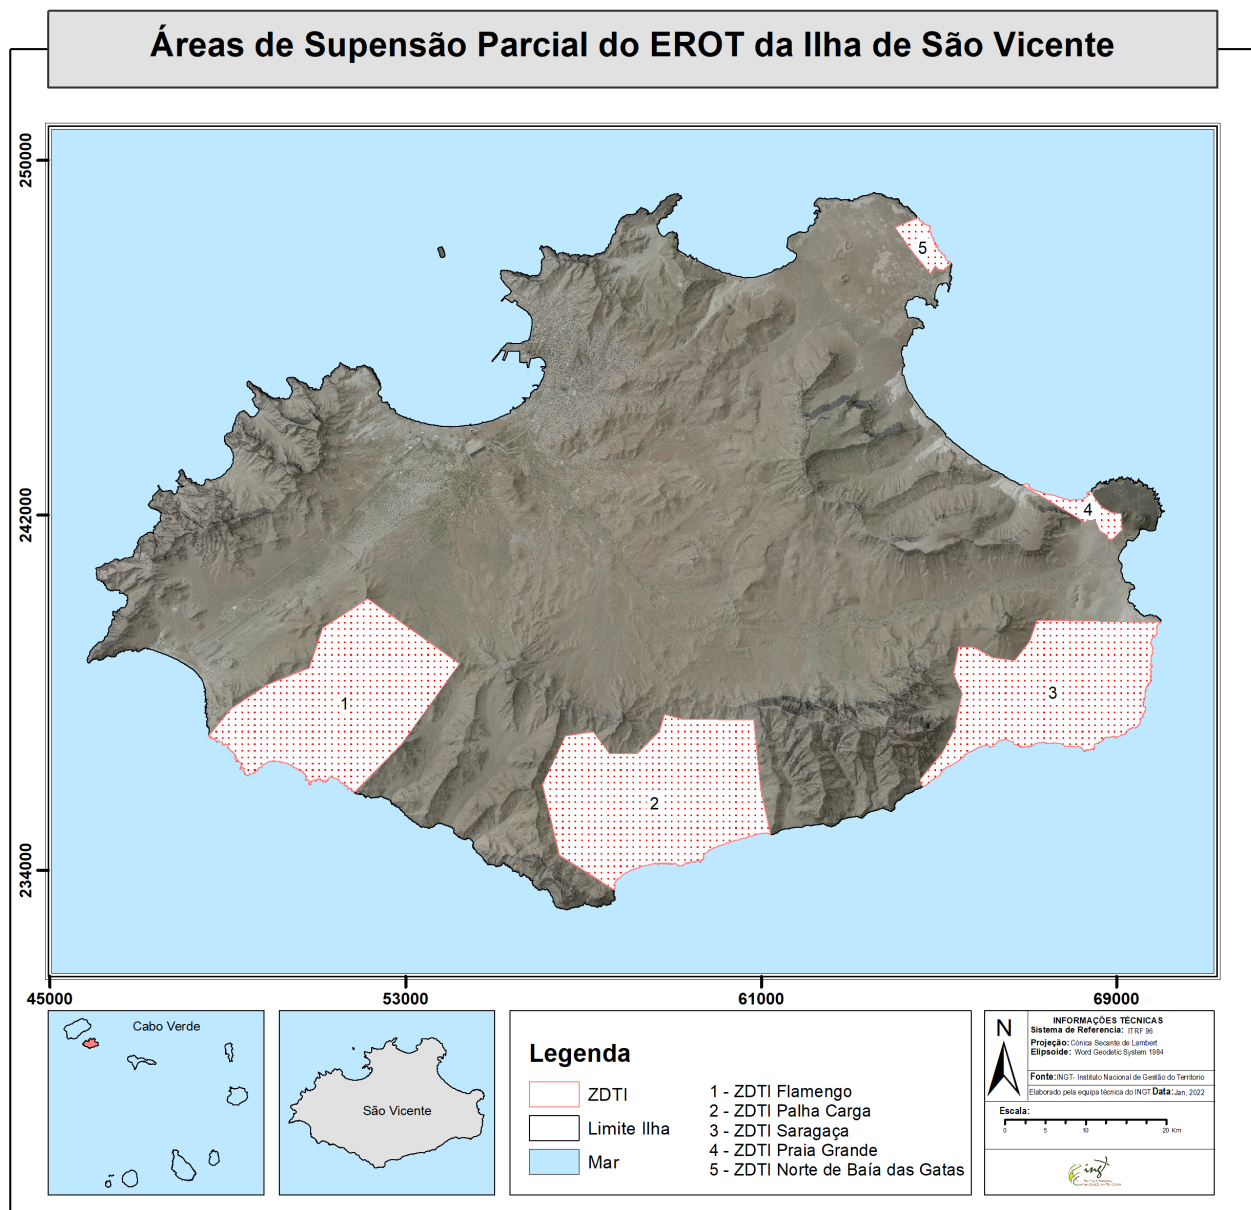 Áreas de Supensão Parcial do EROT da Ilha de São Vicente
250000
242000
234000
45000
53000
61000
69000
5
4
3
1
2
Cabo Verde
São Vicente
Legenda
ZDTI
Limite Ilha
Mar
1 - ZDTI Flamengo
2 - ZDTI Palha Carga
3 - ZDTI Saragaça
4 - ZDTI Praia Grande
5 - ZDTI Norte de Baía das Gatas
N
INFORMAÇÕES TÉCNICAS
Sistema de Referencia: ITRF 96
Projeção: Cónica Secante de Lambert
Elipsoide: Word Geodetic System 1984
Fonte: INGT- Instituto Nacional de Gestão do Territorio
Elaborado pela equipa técnica do INGT Data: Jan, 2022
Escala:
0 5 10 20 Km
ingt